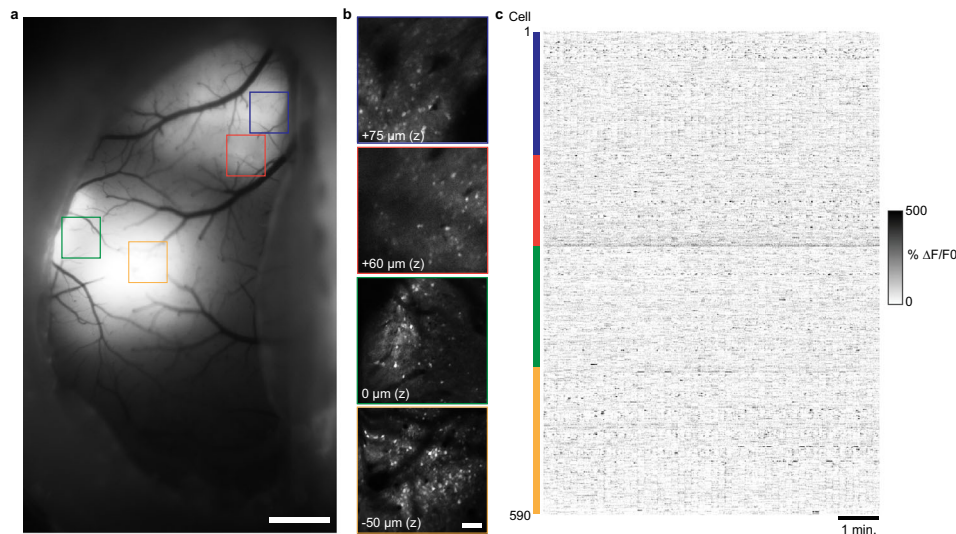 a
b
c
Cell
1
+75 µm (z)
+60 µm (z)
0 µm (z)
-50 µm (z)
500
% ΔF/F0
0
590
1 min.